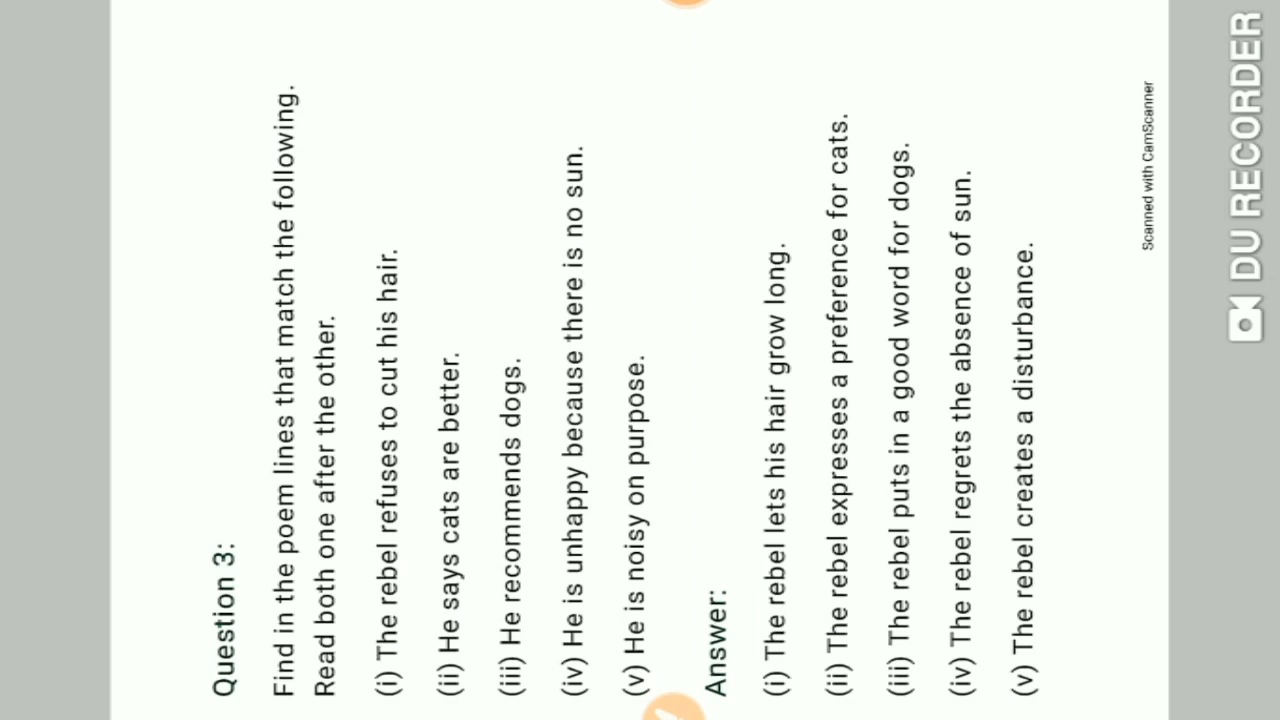 Question 3:
Find in the poem lines that match the following.
Read both one after the other.
(i) The rebel refuses to cut his hair.
(ii) He says cats are better.
(iii) He recommends dogs.
(iv) He is unhappy because there is no sun.
(v) He is noisy on purpose.
Answer:
(i) The rebel lets his hair grow long.
(ii) The rebel expresses a preference for cats.
(iii) The rebel puts in a good word for dogs.
(iv) The rebel regrets the absence of sun.
(v) The rebel creates a disturbance.
Scanned with CamScanner
DU RECORDER